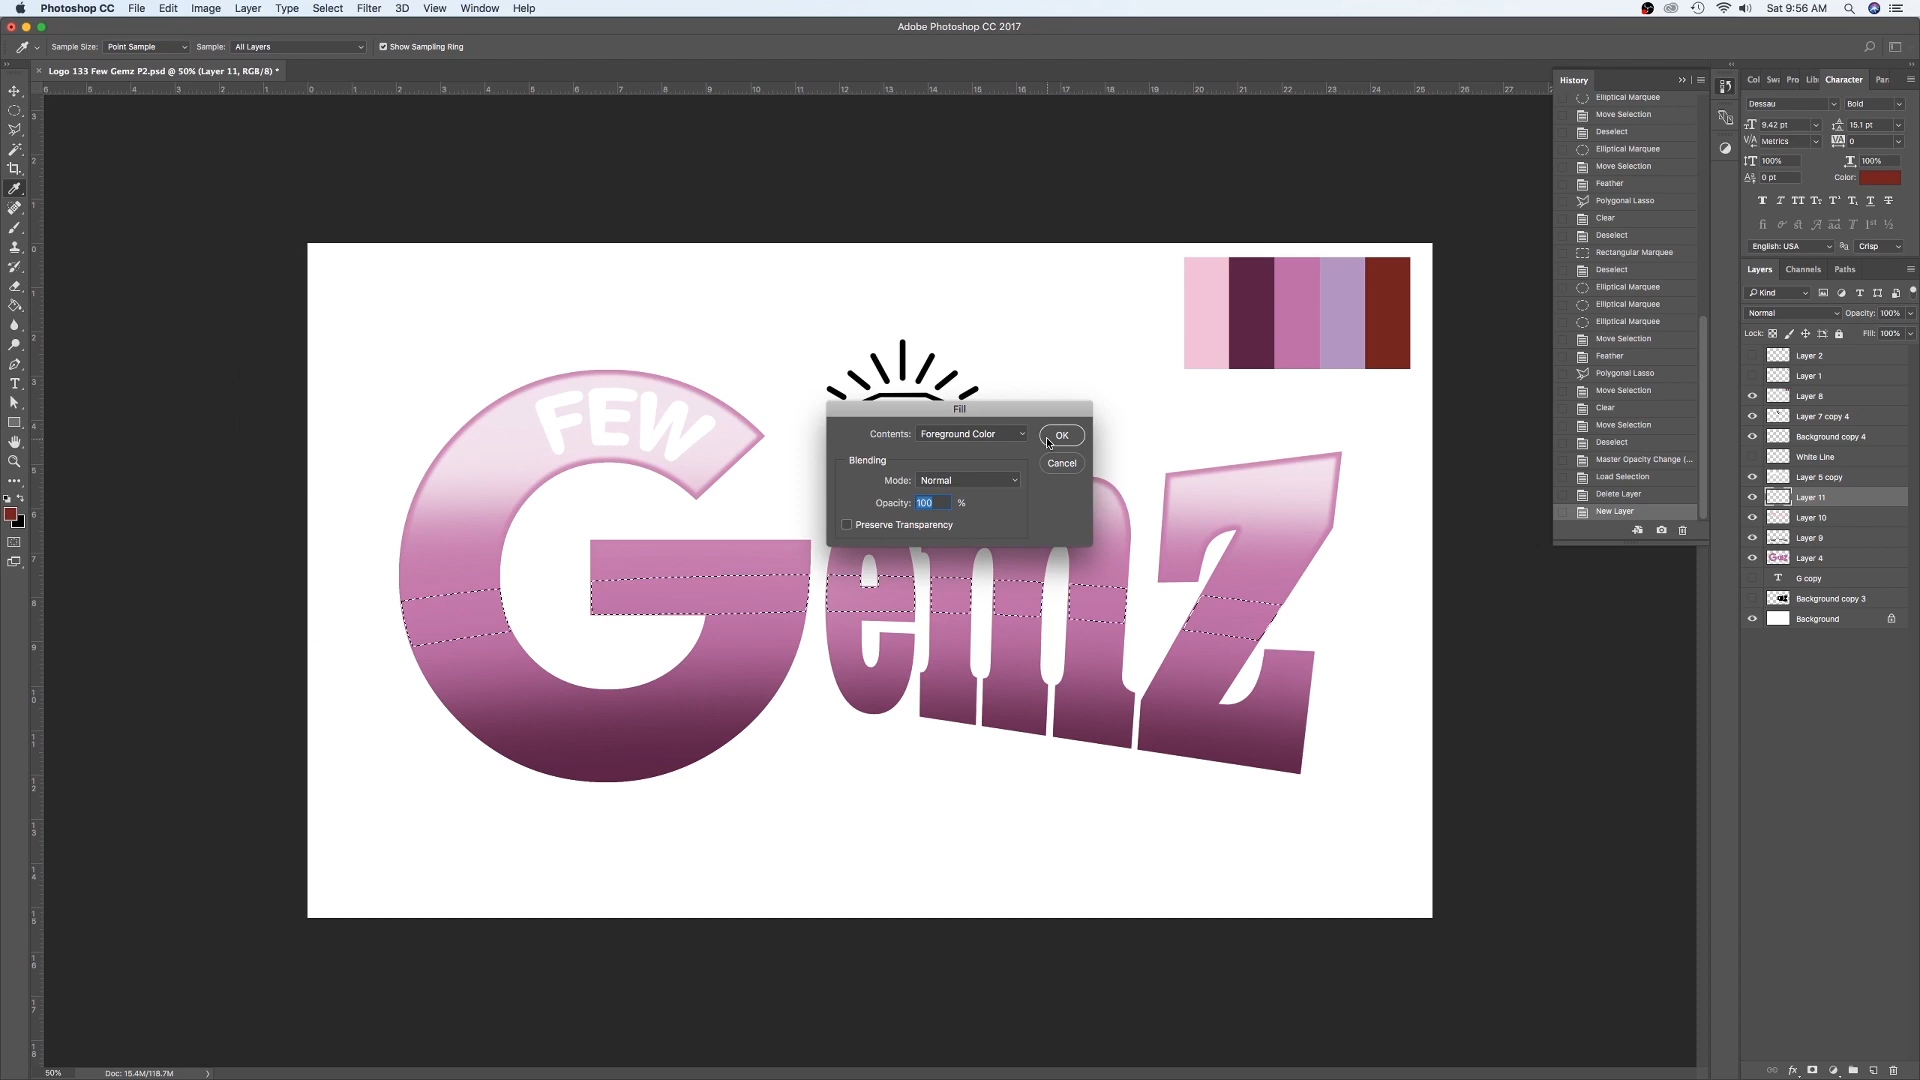 Photoshop CC File Edit Image Layer Type Select Filter 3D View Window Help Sat 9:56 AM
Adobe Photoshop CC 2017
Sample Size: Point Sample Sample: All Layers Show Sampling Ring
Logo 133 Few Gemz P2.psd @ 50% (Layer 11, RGB/8) *
FEW
Gemz
Fill
Contents: Foreground Color OK
Blending Cancel
Mode: Normal
Opacity: 100 %
Preserve Transparency
History
Elliptical Marquee
Move Selection
Deselect
Elliptical Marquee
Move Selection
Feather
Polygonal Lasso
Clear
Deselect
Rectangular Marquee
Deselect
Elliptical Marquee
Elliptical Marquee
Elliptical Marquee
Move Selection
Feather
Polygonal Lasso
Move Selection
Clear
Move Selection
Deselect
Master Opacity Change (...
Load Selection
Delete Layer
New Layer
Col Sw Pro Lib Character Par
Dessau Bold
9.42 pt 15.1 pt
Metrics 0
100% 100%
0 pt Color:
English: USA Crisp
Layers Channels Paths
Kind
Normal Opacity: 100%
Lock: Fill: 100%
Layer 2
Layer 1
Layer 8
Layer 7 copy 4
Background copy 4
White Line
Layer 5 copy
Layer 11
Layer 10
Layer 9
Layer 4
G copy
Background copy 3
Background
50% Doc: 15.4M/118.7M